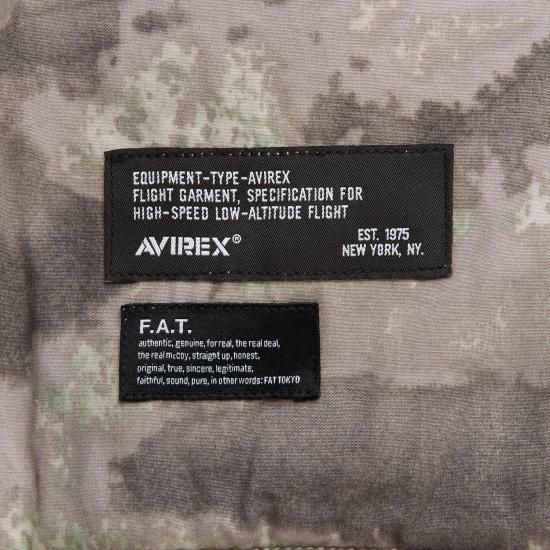 EQUIPMENT-TYPE-AVIREX
FLIGHT GARMENT, SPECIFICATION FOR
HIGH-SPEED LOW-ALTITUDE FLIGHT
AVIREX®
EST. 1975
NEW YORK, NY.
F.A.T.
authentic, genuine, for real, the real deal,
the real mcCoy, straight up, honest,
original, true, sincere, legitimate,
faithful, sound, pure, in other words: FAT TOKYO